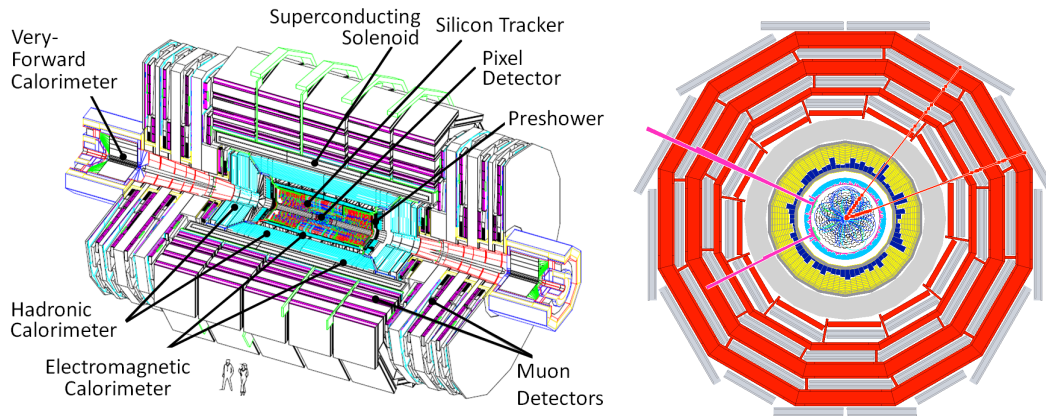 Very-
Forward
Calorimeter
Superconducting
Solenoid
Silicon Tracker
Pixel
Detector
Preshower
Hadronic
Calorimeter
Electromagnetic
Calorimeter
Muon
Detectors